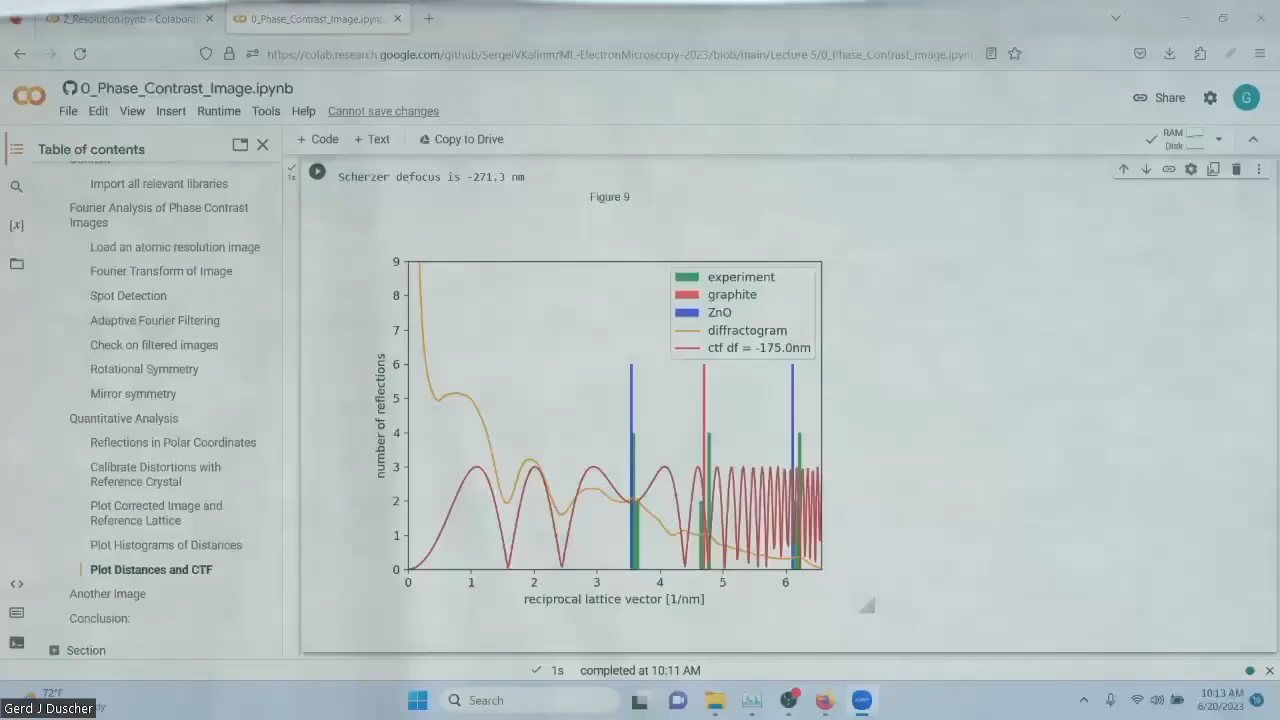 2_Resolution.ipynb - Colabora
0_Phase_Contrast_Image.ipyn
https://colab.research.google.com/github/SergeiVKalinin/ML-ElectronMicroscopy-2023/blob/main/Lecture 5/0_Phase_Contrast_Image.ipyn
0_Phase_Contrast_Image.ipynb
File Edit View Insert Runtime Tools Help Cannot save changes
Share
G
+ Code + Text Copy to Drive
RAM
Disk
Table of contents
Import all relevant libraries
Fourier Analysis of Phase Contrast
Images
Load an atomic resolution image
Fourier Transform of Image
Spot Detection
Adaptive Fourier Filtering
Check on filtered images
Rotational Symmetry
Mirror symmetry
Quantitative Analysis
Reflections in Polar Coordinates
Calibrate Distortions with
Reference Crystal
Plot Corrected Image and
Reference Lattice
Plot Histograms of Distances
Plot Distances and CTF
Another Image
Conclusion:
Section
1s
Scherzer defocus is -271.3 nm
Figure 9
experiment
graphite
ZnO
diffractogram
ctf df = -175.0nm
number of reflections
9
8
7
6
5
4
3
2
1
0
0 1 2 3 4 5 6
reciprocal lattice vector [1/nm]
1s completed at 10:11 AM
72°F
Search
10:13 AM
6/20/2023
Gerd J Duscher